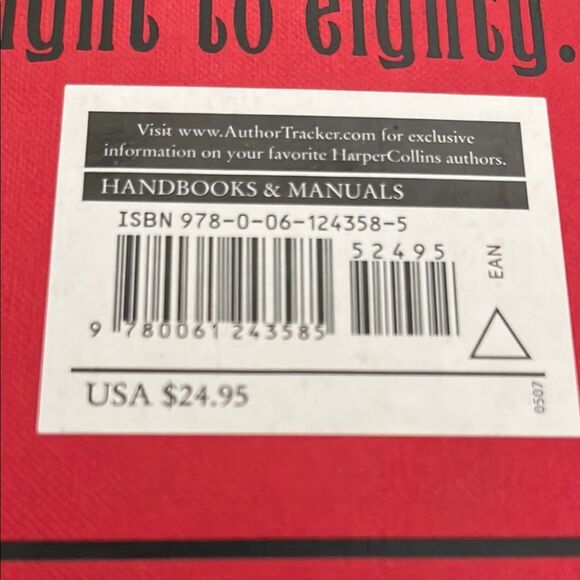 ight to eighty.
Visit www.AuthorTracker.com for exclusive
information on your favorite HarperCollins authors.
HANDBOOKS & MANUALS
ISBN 978-0-06-124358-5
52495
EAN
9 780061 243585
USA $24.95
0507